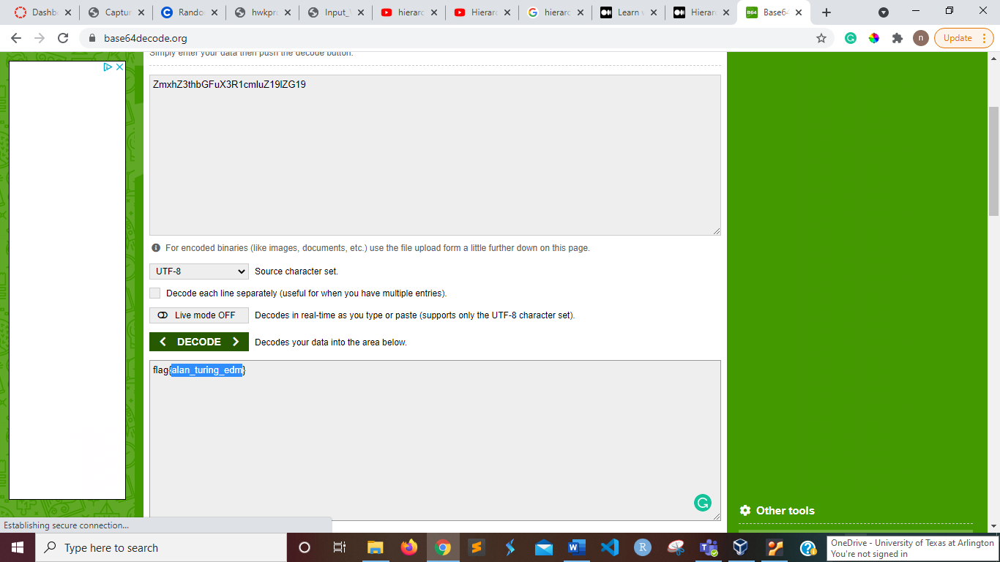 Dashb
Captur
Rando
hwkpro
Input_
hierarc
Hierarc
hierarc
Learn v
Hierarc
Base64
base64decode.org
n
Update
Simply enter your data then push the decode button.
ZmxhZ3thbGFuX3R1cmluZ19lZG19
For encoded binaries (like images, documents, etc.) use the file upload form a little further down on this page.
UTF-8
Source character set.
Decode each line separately (useful for when you have multiple entries).
Live mode OFF
Decodes in real-time as you type or paste (supports only the UTF-8 character set).
DECODE
Decodes your data into the area below.
flag{alan_turing_edm}
Other tools
Establishing secure connection...
Type here to search
OneDrive - University of Texas at Arlington
You're not signed in